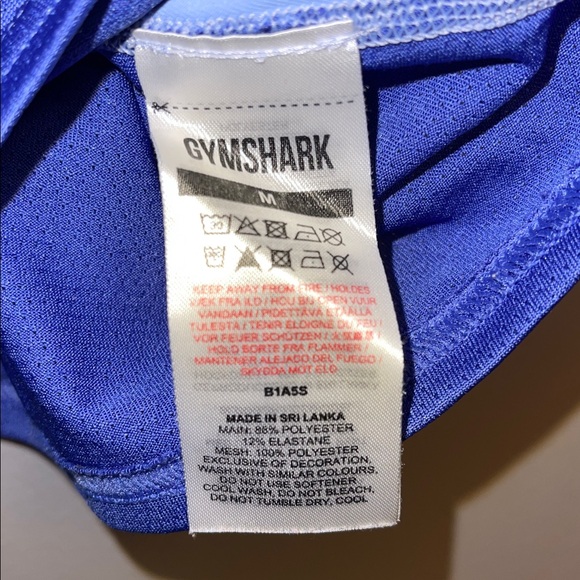 GYMSHARK
M
KEEP AWAY FROM FIRE / HOLDES
VÆK FRA ILD / HOU BIJ OPEN VUUR
VANDAAN / PIDETTÄVÄ ETÄÄLLÄ
TULESTA / TENIR ÉLOIGNÉ DU FEU /
VOR FEUER SCHÜTZEN /
HOLD BORTE FRA FLAMMER /
MANTENER ALEJADO DEL FUEGO /
SKYDDA MOT ELD
B1A5S
MADE IN SRI LANKA
MAIN: 88% POLYESTER
12% ELASTANE
MESH: 100% POLYESTER
EXCLUSIVE OF DECORATION.
WASH WITH SIMILAR COLOURS.
DO NOT USE SOFTENER
COOL WASH, DO NOT BLEACH,
DO NOT TUMBLE DRY, COOL